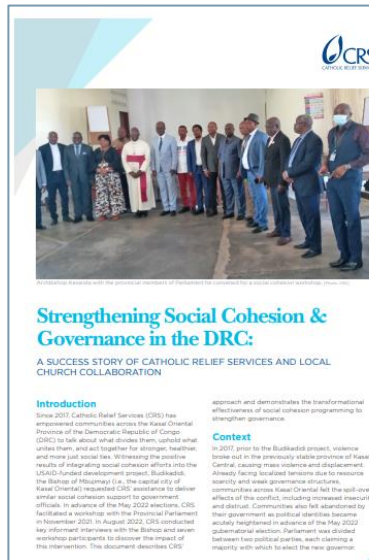 CRS
CATHOLIC RELIEF SERVICES
Archbishop Kasanda with the provincial members of Parliament he convened for a social cohesion workshop.
Strengthening Social Cohesion &
Governance in the DRC:
A SUCCESS STORY OF CATHOLIC RELIEF SERVICES AND LOCAL
CHURCH COLLABORATION
Introduction
Since 2017, Catholic Relief Services (CRS) has
empowered communities across the Kasai Oriental
Province of the Democratic Republic of Congo
(DRC) to talk about what divides them, uphold what
unites them, and act together for stronger, healthier,
and more just social ties. Witnessing the positive
results of integrating social cohesion efforts into the
USAID-funded development project, Budikadidi,
the Bishop of Mbujimayi (i.e., the capital city of
Kasai Oriental) requested CRS' assistance to deliver
similar social cohesion support to government
officials. In advance of the May 2022 elections, CRS
facilitated a workshop with the Provincial Parliament
in November 2021. In August 2022, CRS conducted
key informant interviews with the Bishop and seven
workshop participants to discover the impact of
this intervention. This document describes CRS'
approach and demonstrates the transformational
effectiveness of social cohesion programming to
strengthen governance.
Context
In 2017, prior to the Budikadidi project, violence
broke out in the previously stable province of Kasai
Central, causing mass violence and displacement.
Already facing localized tensions due to resource
scarcity and weak governance structures,
communities across Kasai Oriental felt the spill-over
effects of this conflict, including increased insecurity
and distrust. Communities also felt abandoned by
their government as political identities became
acutely heightened in advance of the May 2022
gubernatorial election. Parliament was divided
between two political parties, each claiming a
majority with which to elect the new governor.